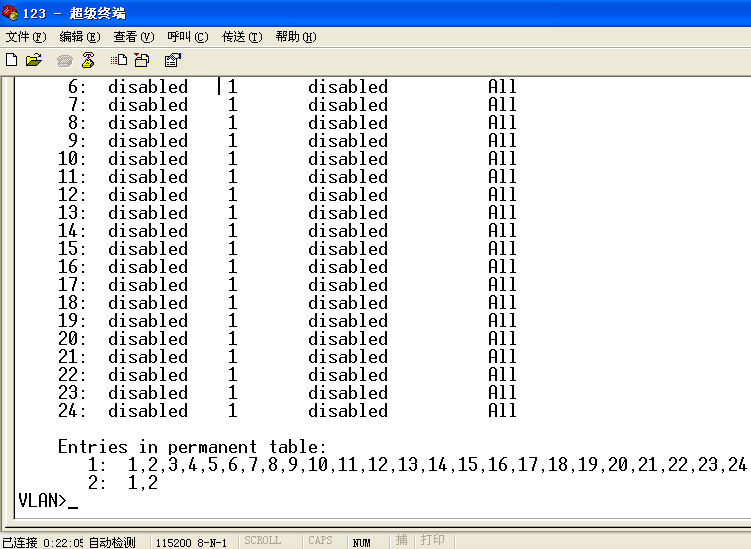 123 - 超级终端
文件(F) 编辑(E) 查看(V) 呼叫(C) 传送(T) 帮助(H)
6: disabled 1 disabled All
7: disabled 1 disabled All
8: disabled 1 disabled All
9: disabled 1 disabled All
10: disabled 1 disabled All
11: disabled 1 disabled All
12: disabled 1 disabled All
13: disabled 1 disabled All
14: disabled 1 disabled All
15: disabled 1 disabled All
16: disabled 1 disabled All
17: disabled 1 disabled All
18: disabled 1 disabled All
19: disabled 1 disabled All
20: disabled 1 disabled All
21: disabled 1 disabled All
22: disabled 1 disabled All
23: disabled 1 disabled All
24: disabled 1 disabled All
Entries in permanent table:
1: 1,2,3,4,5,6,7,8,9,10,11,12,13,14,15,16,17,18,19,20,21,22,23,24
2: 1,2
VLAN>_
已连接 0:22:05 自动检测 115200 8-N-1 SCROLL CAPS NUM 捕 打印